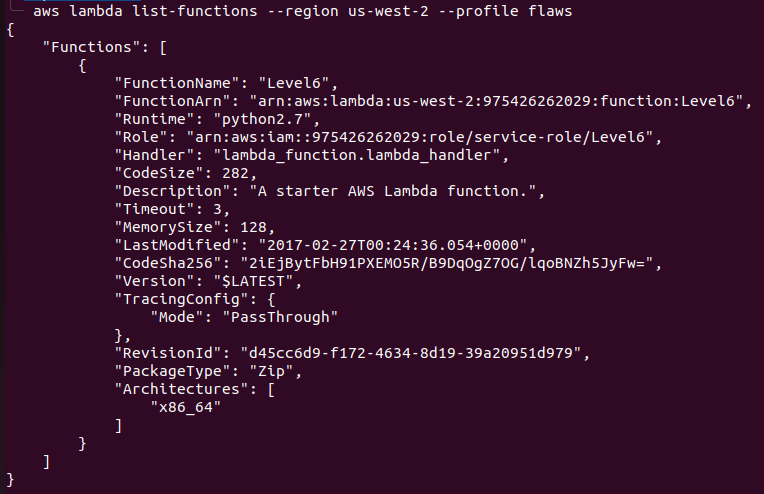 aws lambda list-functions --region us-west-2 --profile flaws
{
    "Functions": [
        {
            "FunctionName": "Level6",
            "FunctionArn": "arn:aws:lambda:us-west-2:975426262029:function:Level6",
            "Runtime": "python2.7",
            "Role": "arn:aws:iam::975426262029:role/service-role/Level6",
            "Handler": "lambda_function.lambda_handler",
            "CodeSize": 282,
            "Description": "A starter AWS Lambda function.",
            "Timeout": 3,
            "MemorySize": 128,
            "LastModified": "2017-02-27T00:24:36.054+0000",
            "CodeSha256": "2iEjBytFbH91PXEMO5R/B9DqOgZ7OG/lqoBNZh5JyFw=",
            "Version": "$LATEST",
            "TracingConfig": {
                "Mode": "PassThrough"
            },
            "RevisionId": "d45cc6d9-f172-4634-8d19-39a20951d979",
            "PackageType": "Zip",
            "Architectures": [
                "x86_64"
            ]
        }
    ]
}